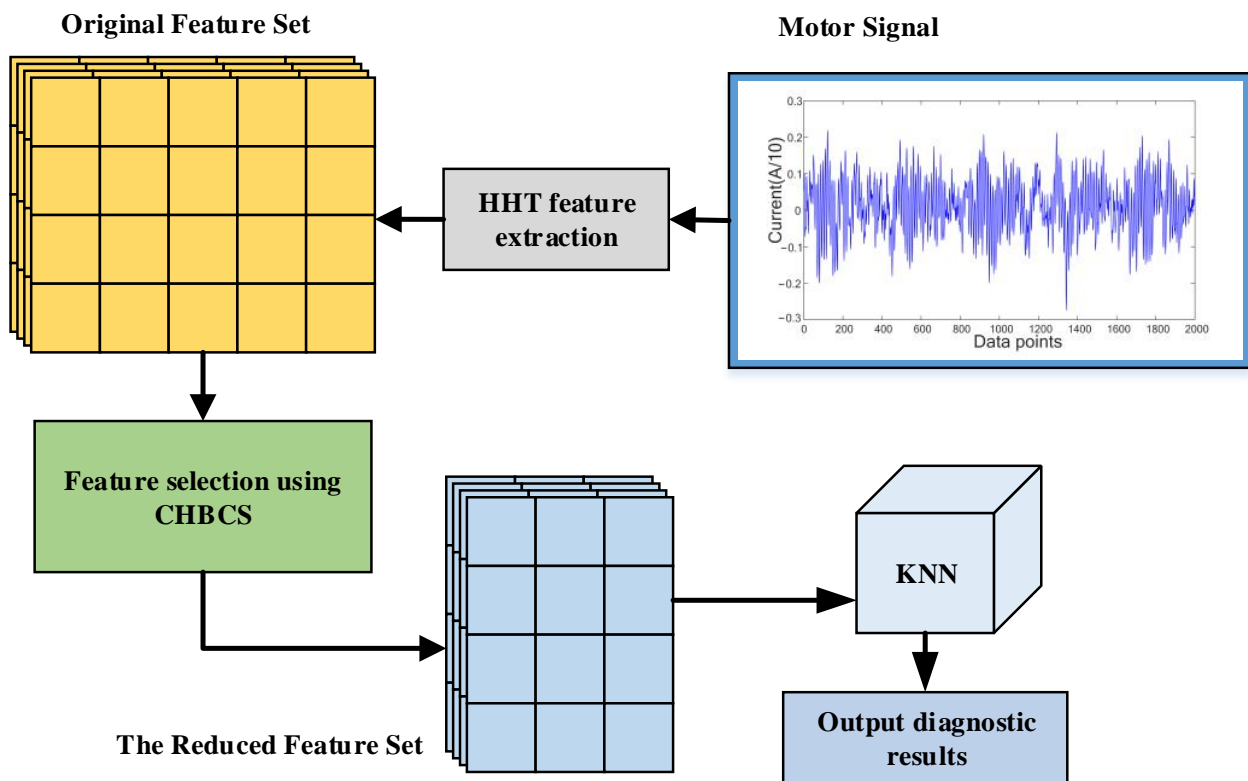 Original Feature Set
Motor Signal
0.3
0.2
0.1
0
−0.1
−0.2
−0.3
Current(A/10)
0 200 400 600 800 1000 1200 1400 1600 1800 2000
Data points
HHT feature
extraction
Feature selection using
CHBCS
The Reduced Feature Set
KNN
Output diagnostic
results